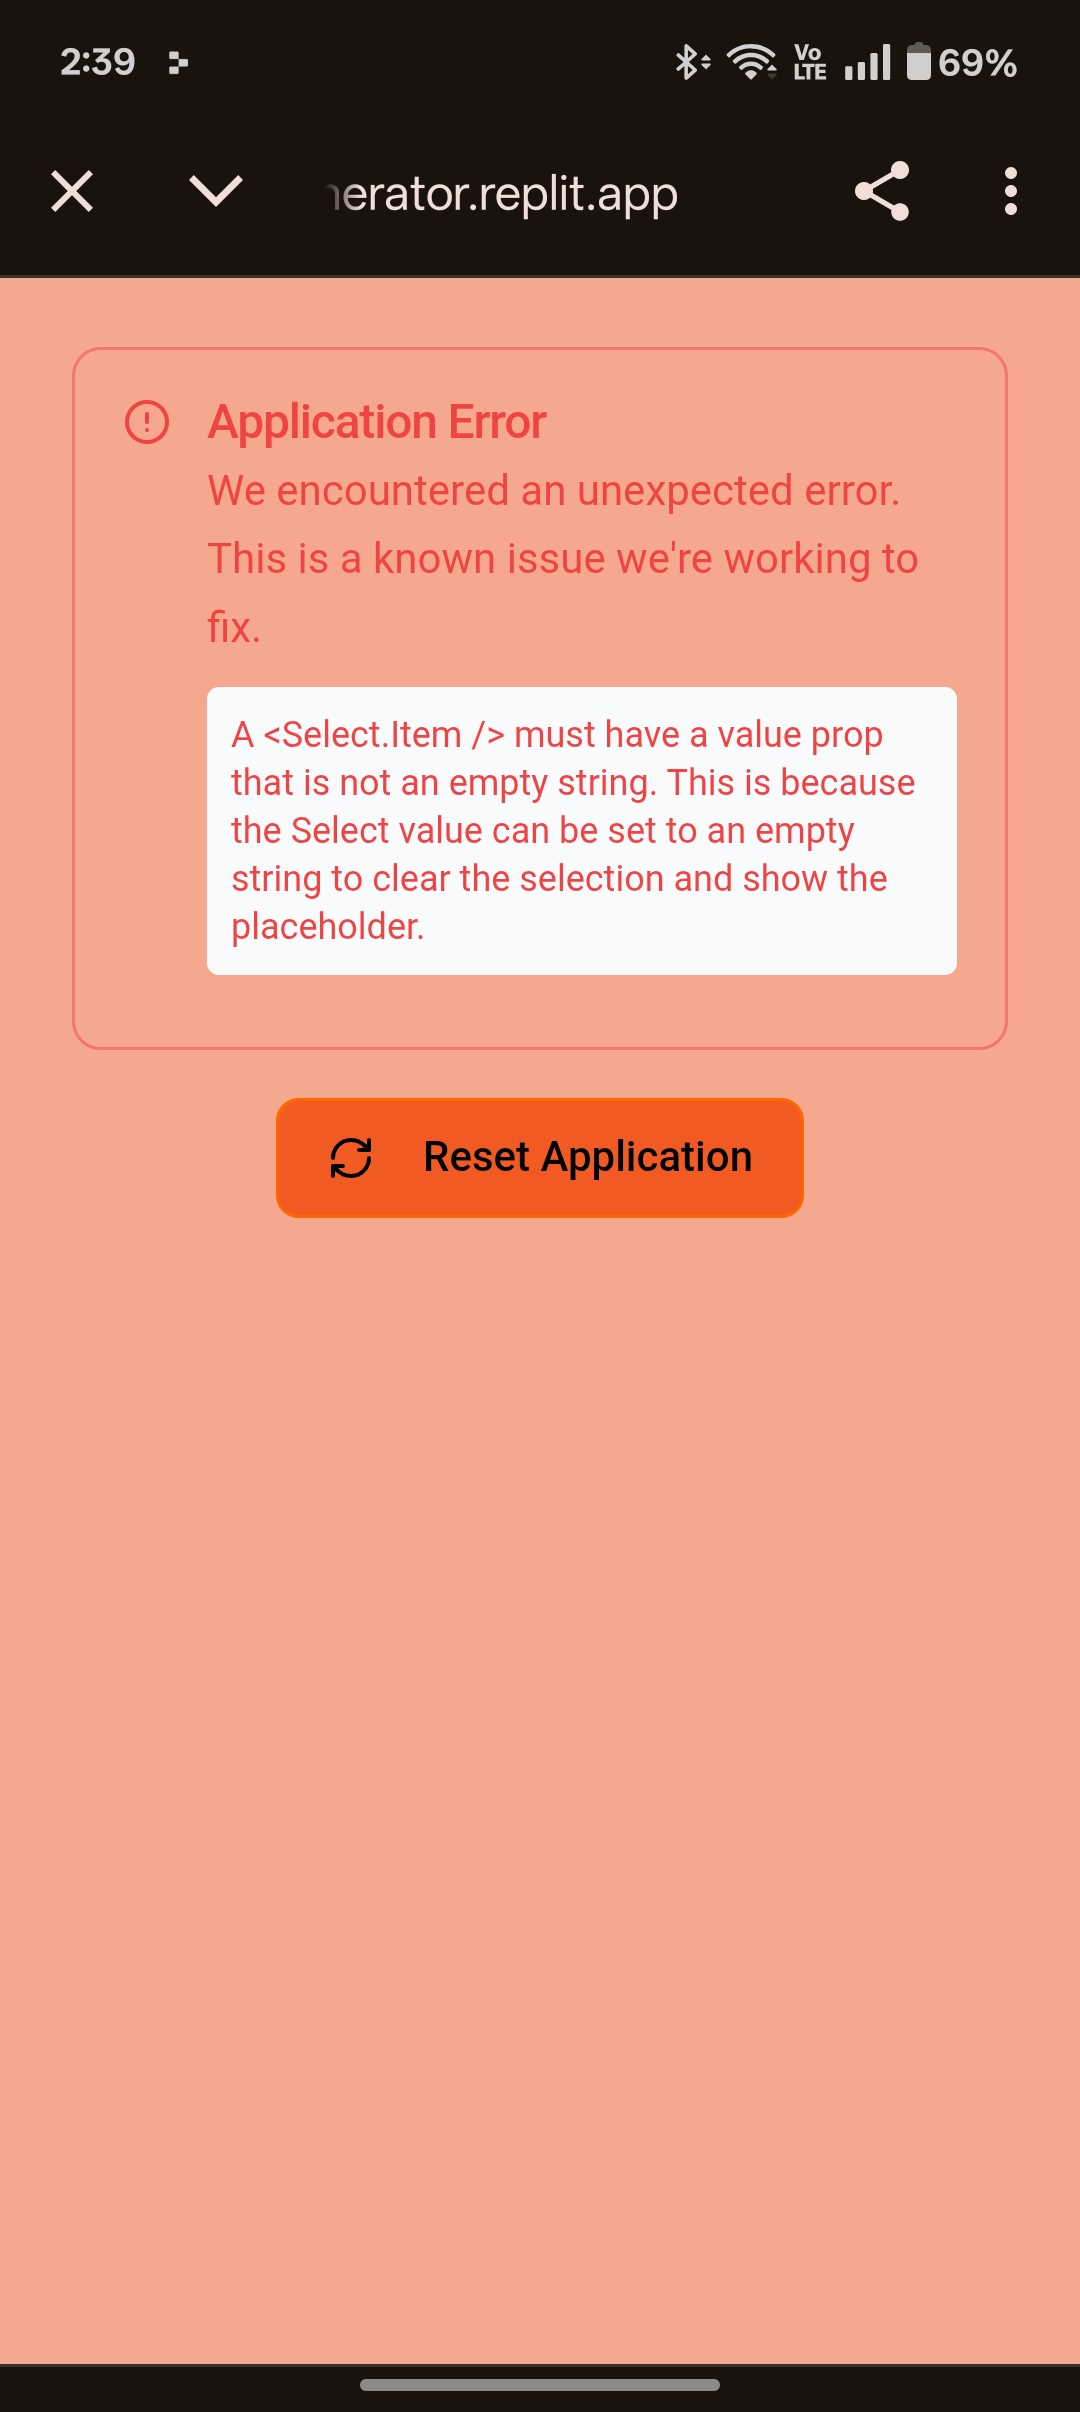 2:39
Vo
LTE
69%
erator.replit.app
Application Error
We encountered an unexpected error.
This is a known issue we're working to
fix.
A <Select.Item /> must have a value prop
that is not an empty string. This is because
the Select value can be set to an empty
string to clear the selection and show the
placeholder.
Reset Application